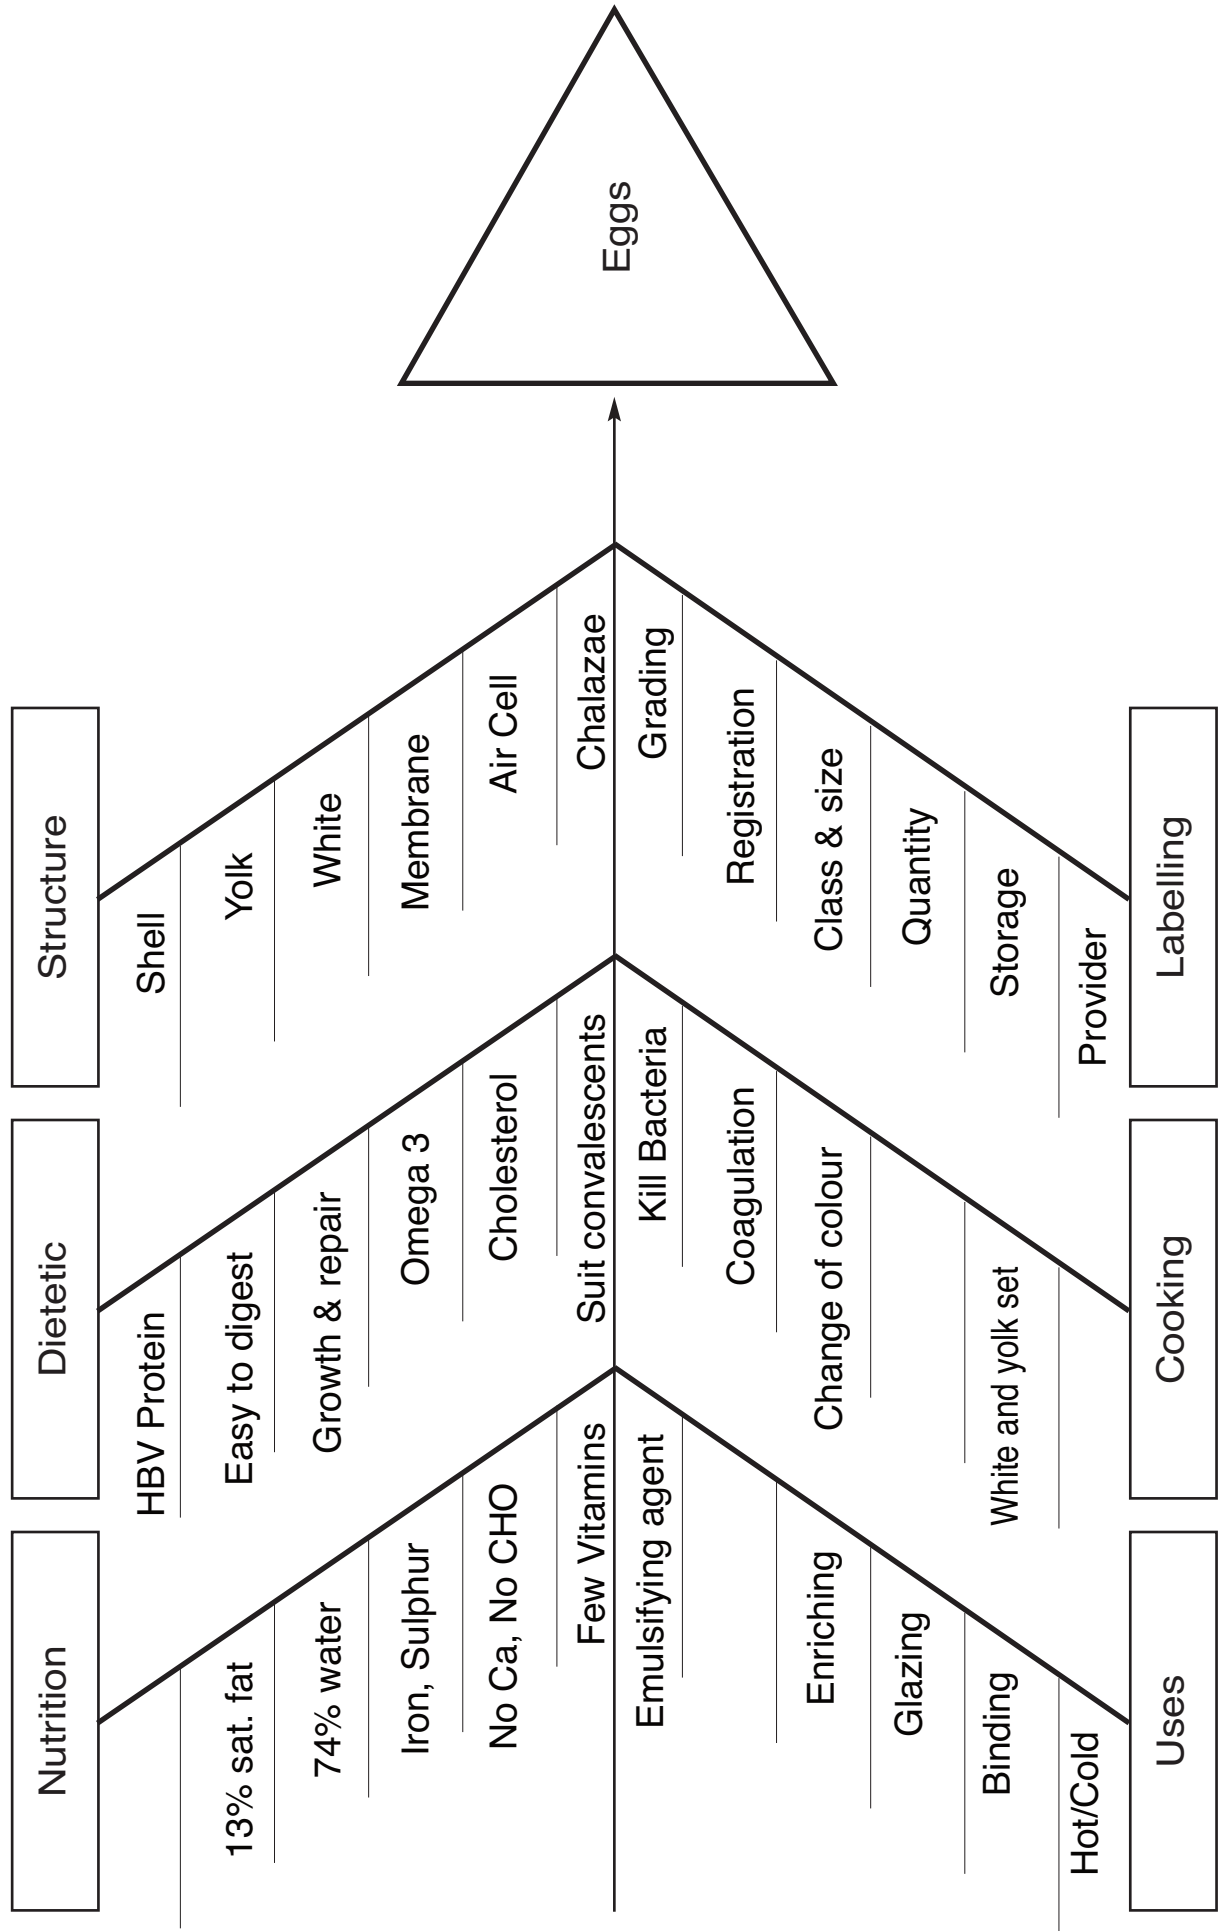 Nutrition
13% sat. fat
74% water
Iron, Sulphur
No Ca, No CHO
Few Vitamins
Dietetic
HBV Protein
Easy to digest
Growth & repair
Omega 3
Cholesterol
Suit convalescents
Structure
Shell
Yolk
White
Membrane
Air Cell
Chalazae
Eggs
Emulsifying agent
Enriching
Glazing
Binding
Hot/Cold
Uses
Kill Bacteria
Coagulation
Change of colour
White and yolk set
Cooking
Grading
Registration
Class & size
Quantity
Storage
Provider
Labelling